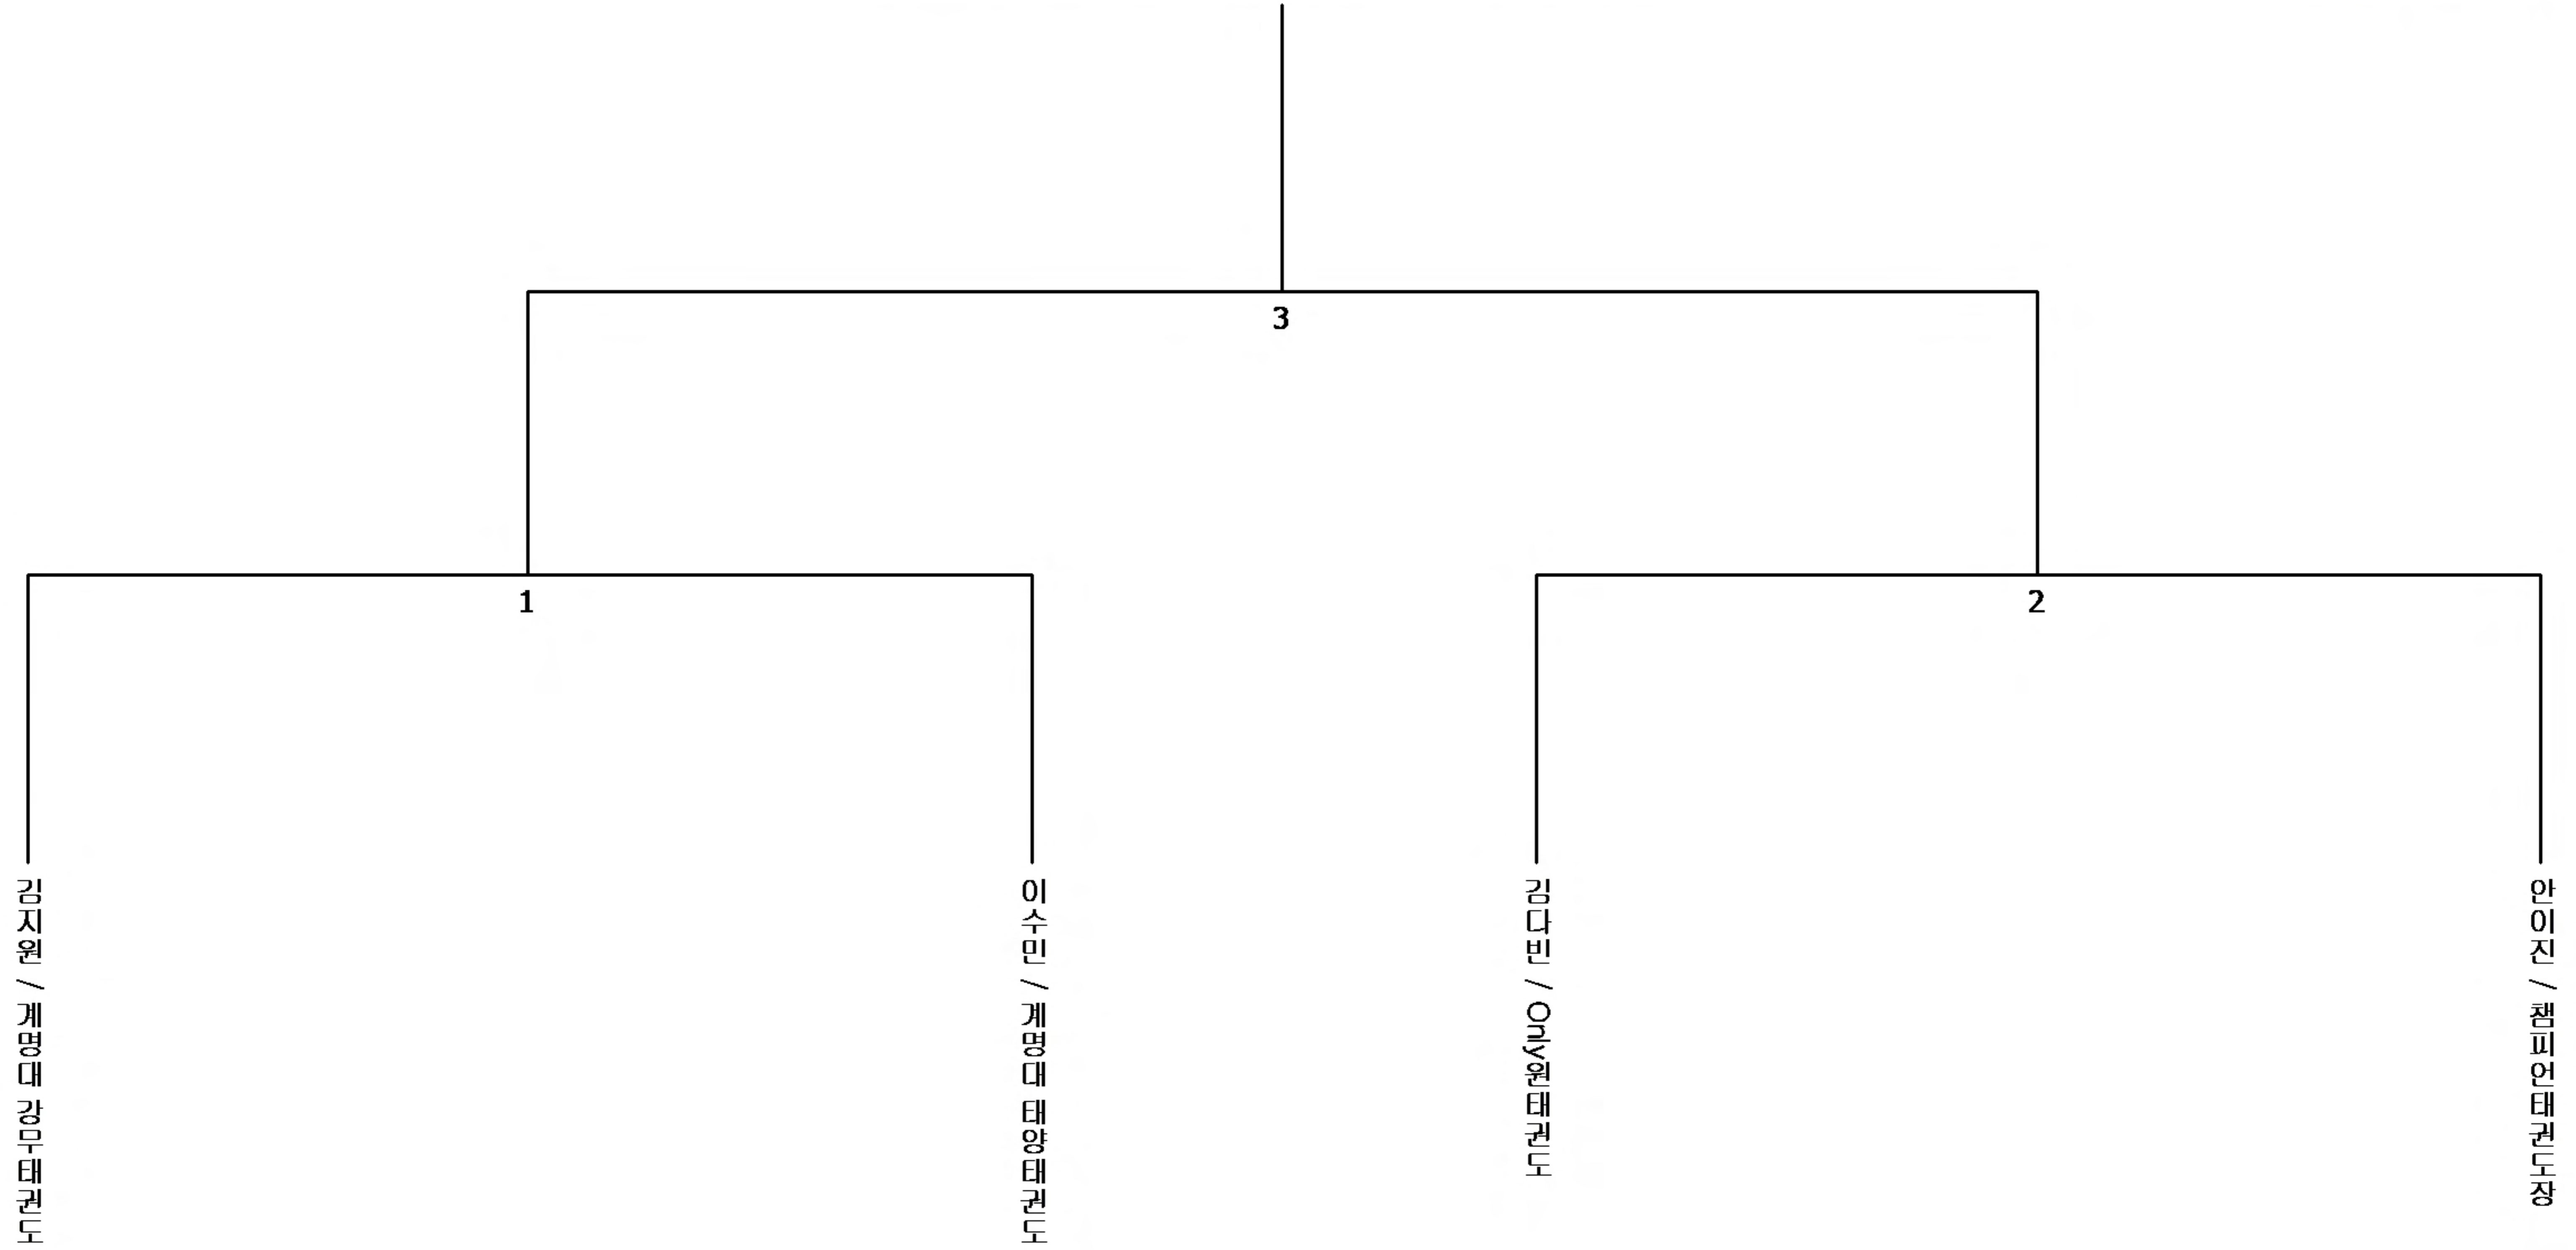 3
1
2
김지원 / 계명대 강무태권도
이수민 / 계명대 태양태권도
김다빈 / Only원태권도
안이진 / 챔피언태권도장